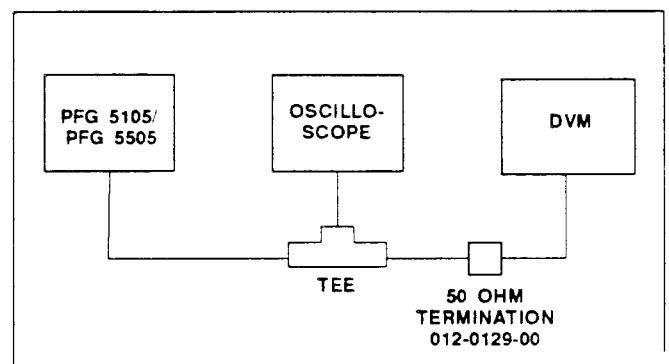 PFG 5105/
PFG 5505
OSCILLO-
SCOPE
DVM
TEE
50 OHM
TERMINATION
012-0129-00